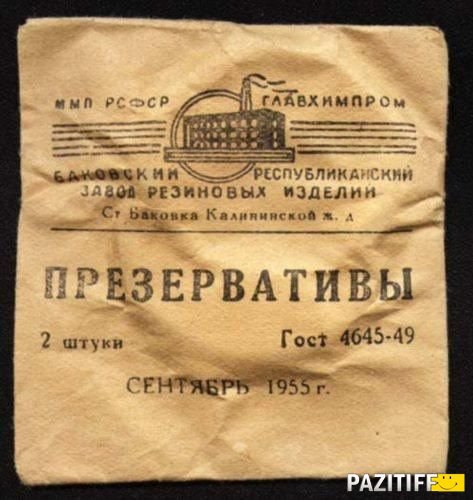 ММП РСФСР ГЛАВХИМПРОМ
БАКОВСКИЙ РЕСПУБЛИКАНСКИЙ
ЗАВОД РЕЗИНОВЫХ ИЗДЕЛИЙ
Ст Баковка Калининской ж. д
ПРЕЗЕРВАТИВЫ
2 штуки Гост 4645-49
СЕНТЯБРЬ 1955 г.
PAZITIFF